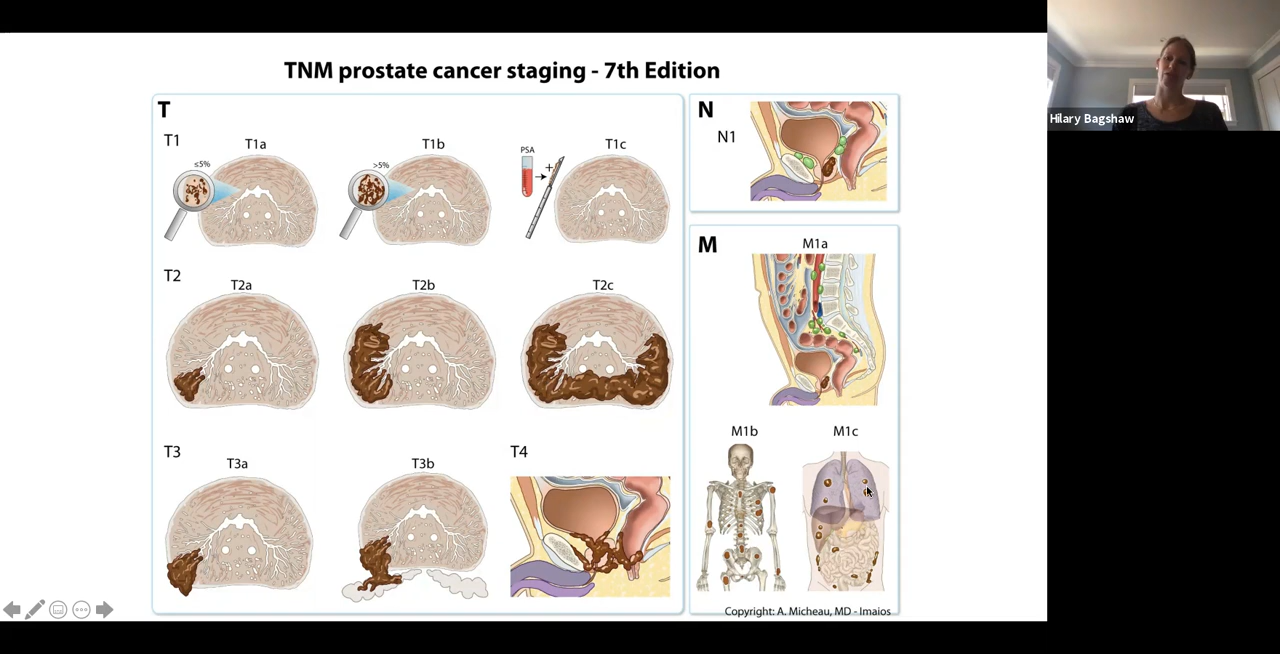 TNM prostate cancer staging - 7th Edition
T
T1
T1a
≤5%
T1b
>5%
T1c
PSA
+
T2
T2a
T2b
T2c
T3
T3a
T3b
T4
N
N1
M
M1a
M1b
M1c
Copyright: A. Micheau, MD - Imaios
Hilary Bagshaw